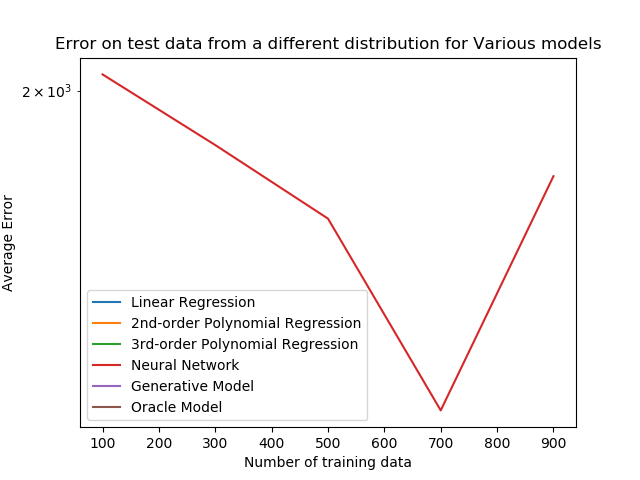 Error on test data from a different distribution for Various models
2 × 10³
Average Error
Linear Regression
2nd-order Polynomial Regression
3rd-order Polynomial Regression
Neural Network
Generative Model
Oracle Model
100 200 300 400 500 600 700 800 900
Number of training data